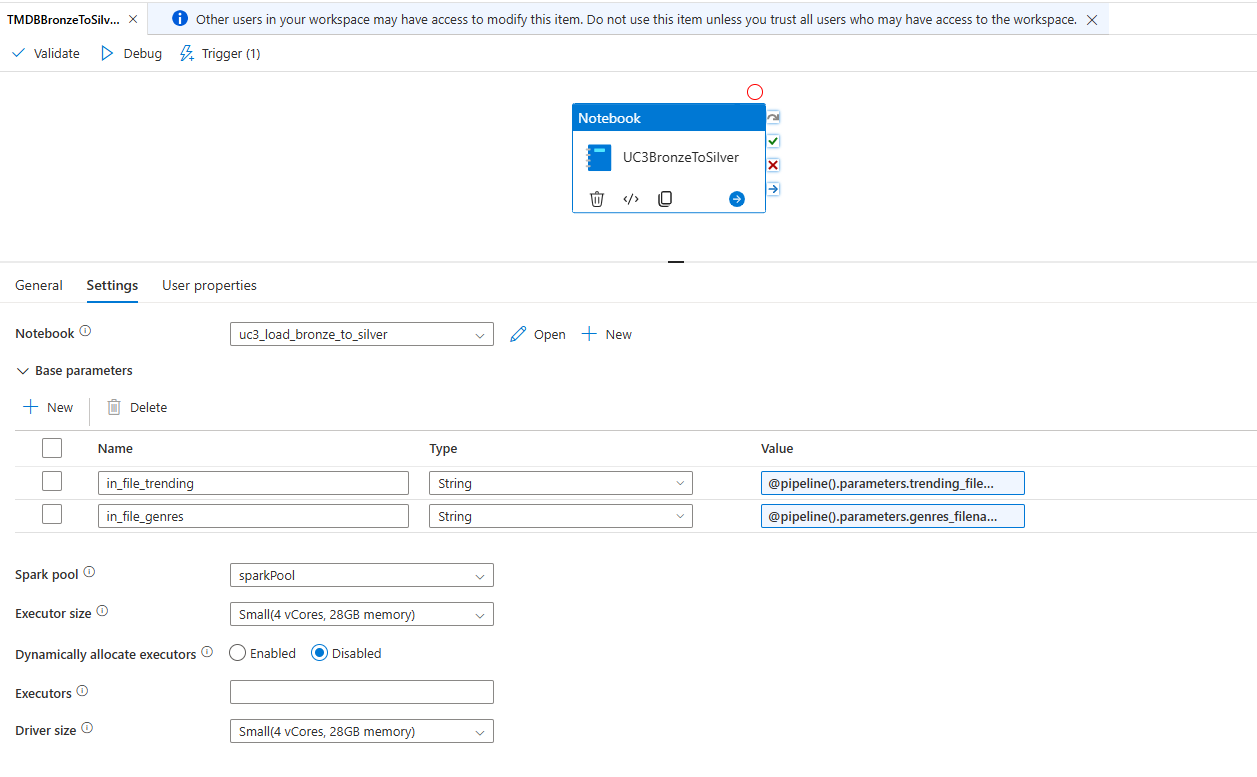 TMDBBronzeToSilv...
Other users in your workspace may have access to modify this item. Do not use this item unless you trust all users who may have access to the workspace.
Validate Debug Trigger (1)
Notebook
UC3BronzeToSilver
General Settings User properties
Notebook uc3_load_bronze_to_silver Open New
Base parameters
New Delete
Name Type Value
in_file_trending String @pipeline().parameters.trending_file...
in_file_genres String @pipeline().parameters.genres_filena...
Spark pool sparkPool
Executor size Small(4 vCores, 28GB memory)
Dynamically allocate executors Enabled Disabled
Executors
Driver size Small(4 vCores, 28GB memory)